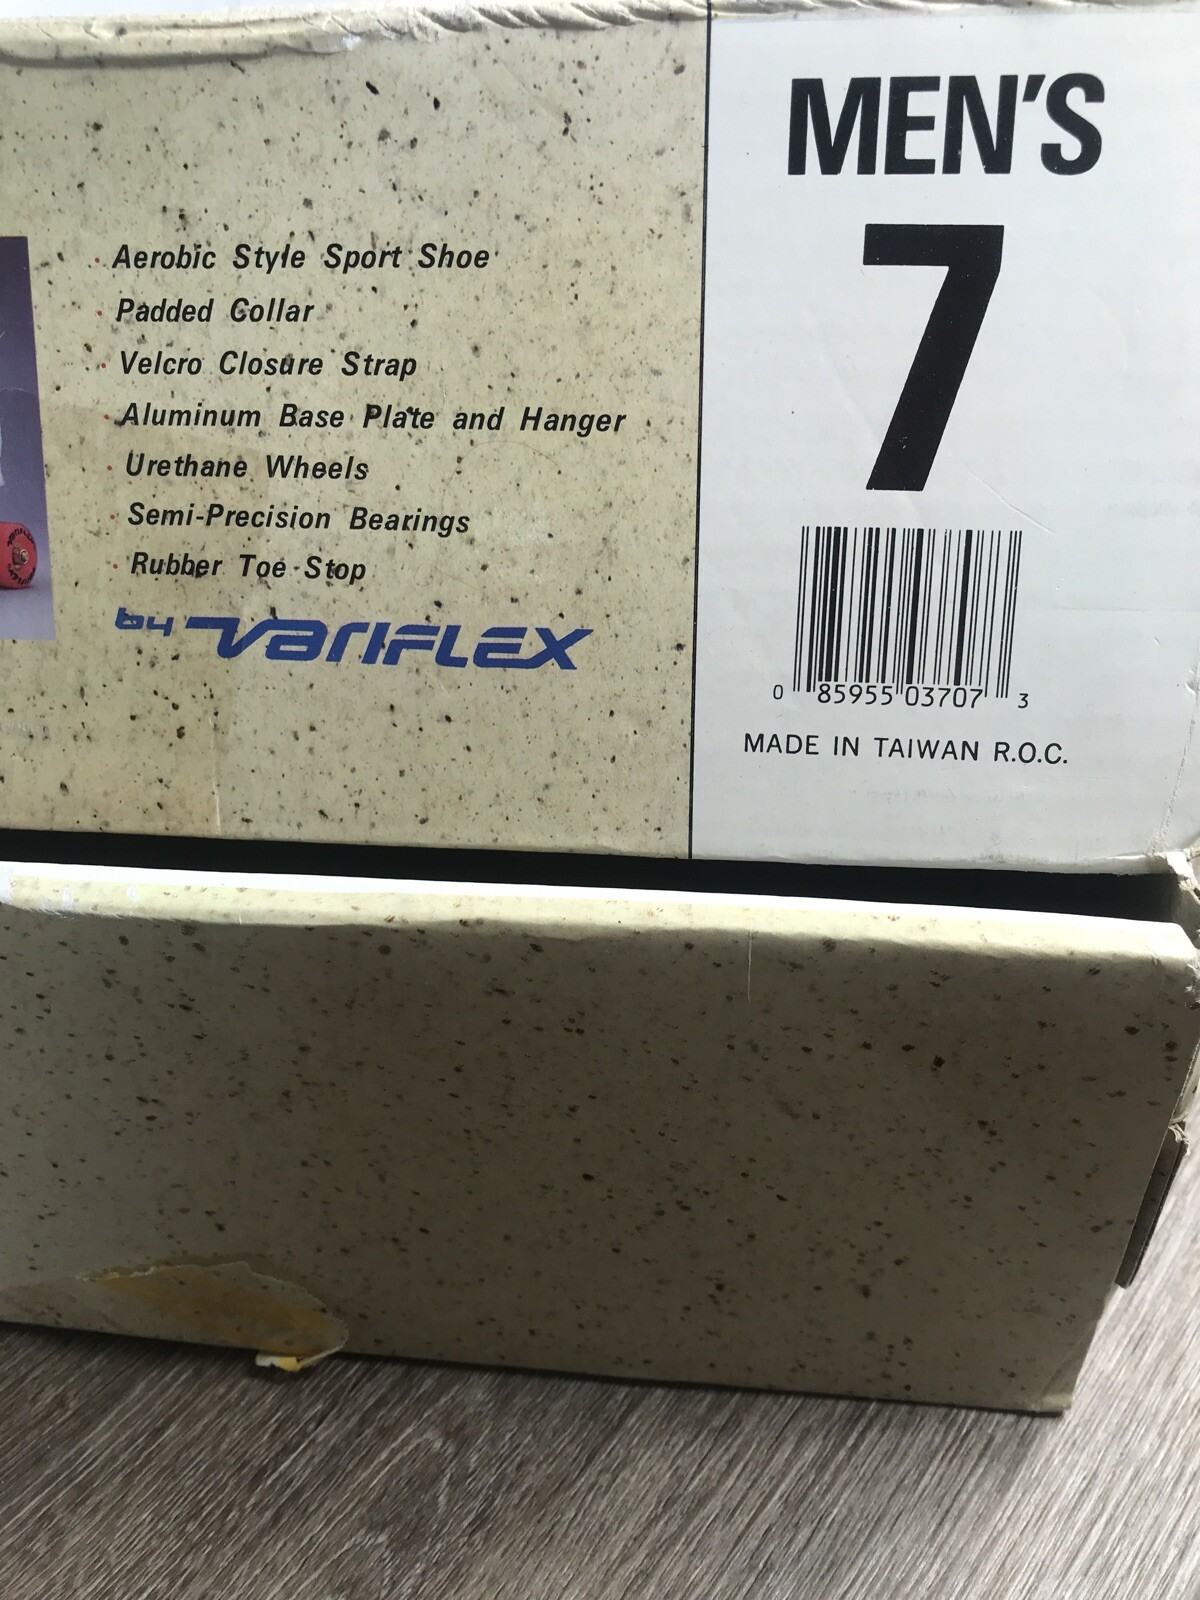 · Aerobic Style Sport Shoe
· Padded Collar
· Velcro Closure Strap
· Aluminum Base Plate and Hanger
· Urethane Wheels
· Semi-Precision Bearings
· Rubber Toe Stop
by VARIFLEX
MEN'S
7
0 85955 03707 3
MADE IN TAIWAN R.O.C.